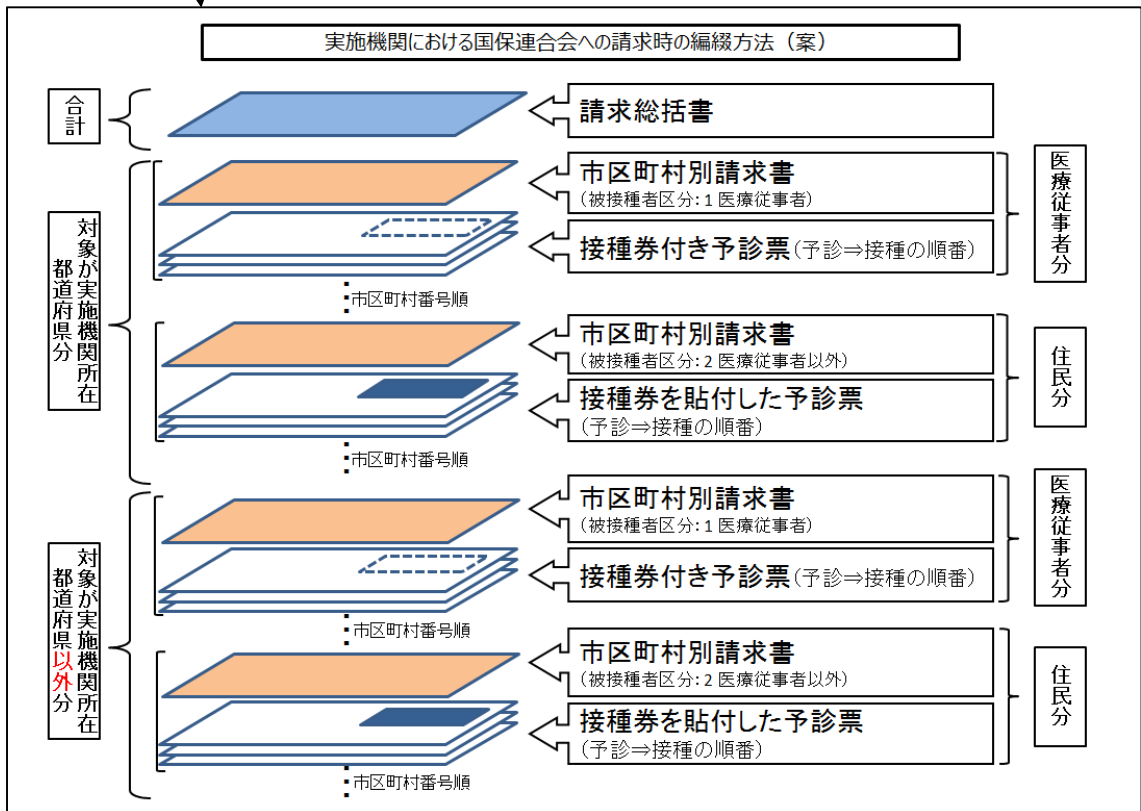 実施機関における国保連合会への請求時の編綴方法（案）
合計
請求総括書
対象が実施機関所在
都道府県分
市区町村別請求書
（被接種者区分：1 医療従事者）
接種券付き予診票（予診⇒接種の順番）
医療従事者分
市区町村番号順
市区町村別請求書
（被接種者区分：2 医療従事者以外）
接種券を貼付した予診票
（予診⇒接種の順番）
住民分
市区町村番号順
対象が実施機関所在
都道府県以外分
市区町村別請求書
（被接種者区分：1 医療従事者）
接種券付き予診票（予診⇒接種の順番）
医療従事者分
市区町村番号順
市区町村別請求書
（被接種者区分：2 医療従事者以外）
接種券を貼付した予診票
（予診⇒接種の順番）
住民分
市区町村番号順